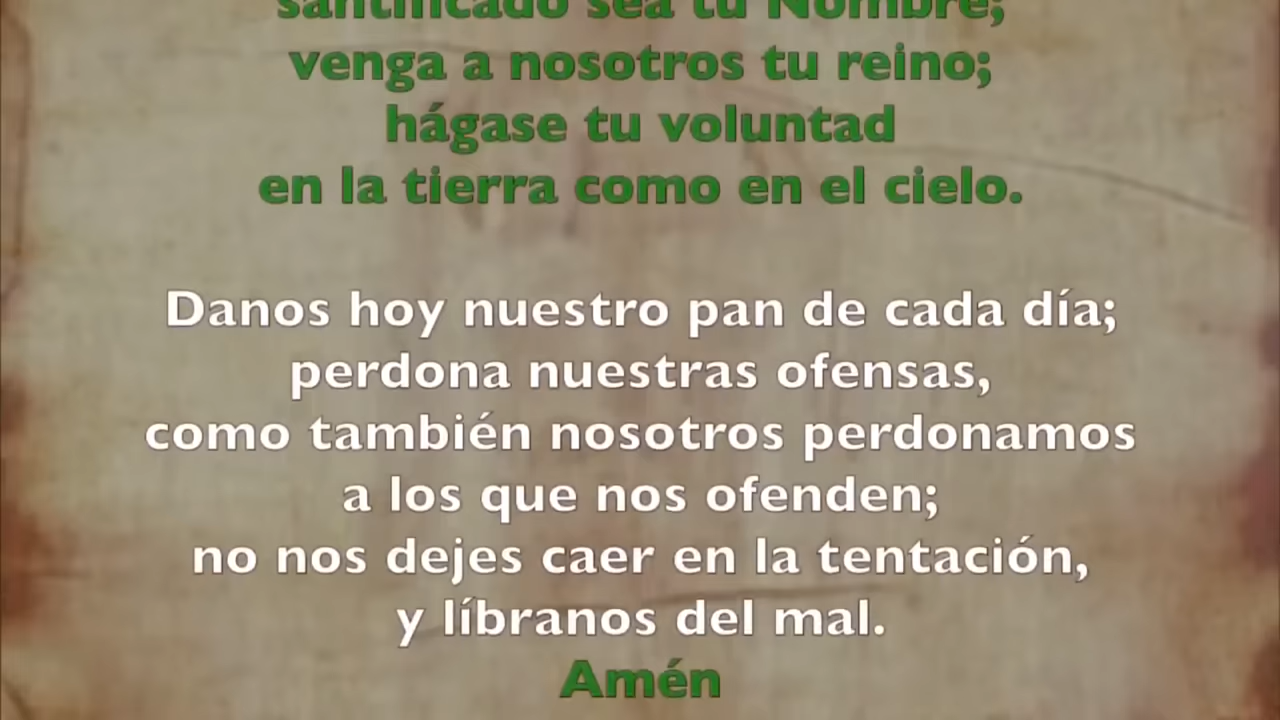 santificado sea tu Nombre;
venga a nosotros tu reino;
hágase tu voluntad
en la tierra como en el cielo.
Danos hoy nuestro pan de cada día;
perdona nuestras ofensas,
como también nosotros perdonamos
a los que nos ofenden;
no nos dejes caer en la tentación,
y líbranos del mal.
Amén